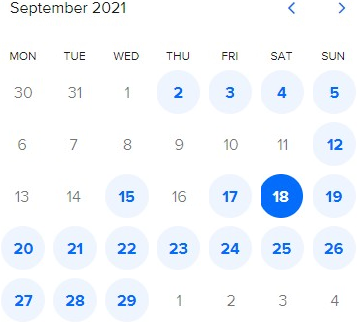 September 2021
MON TUE WED THU FRI SAT SUN
30 31 1 2 3 4 5
6 7 8 9 10 11 12
13 14 15 16 17 18 19
20 21 22 23 24 25 26
27 28 29 1 2 3 4